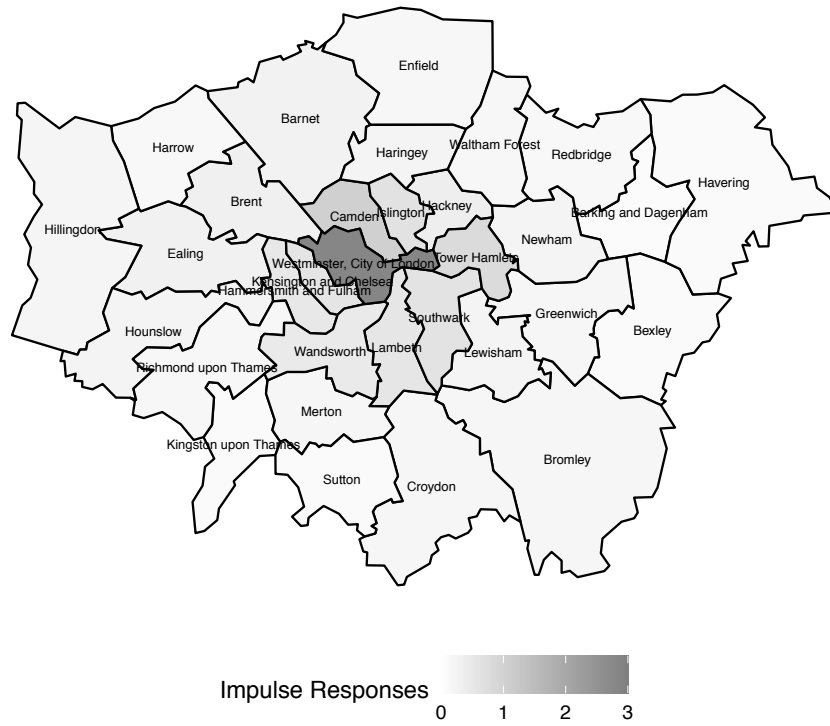 Enfield
Barnet
Harrow
Haringey
Waltham Forest
Redbridge
Havering
Brent
Hillingdon
Camden
Islington
Hackney
Barking and Dagenham
Newham
Ealing
Westminster, City of London
Tower Hamlets
Kensington and Chelsea
Hammersmith and Fulham
Hounslow
Southwark
Greenwich
Bexley
Wandsworth
Lambeth
Lewisham
Richmond upon Thames
Merton
Kingston upon Thames
Bromley
Sutton
Croydon
Impulse Responses
0 1 2 3